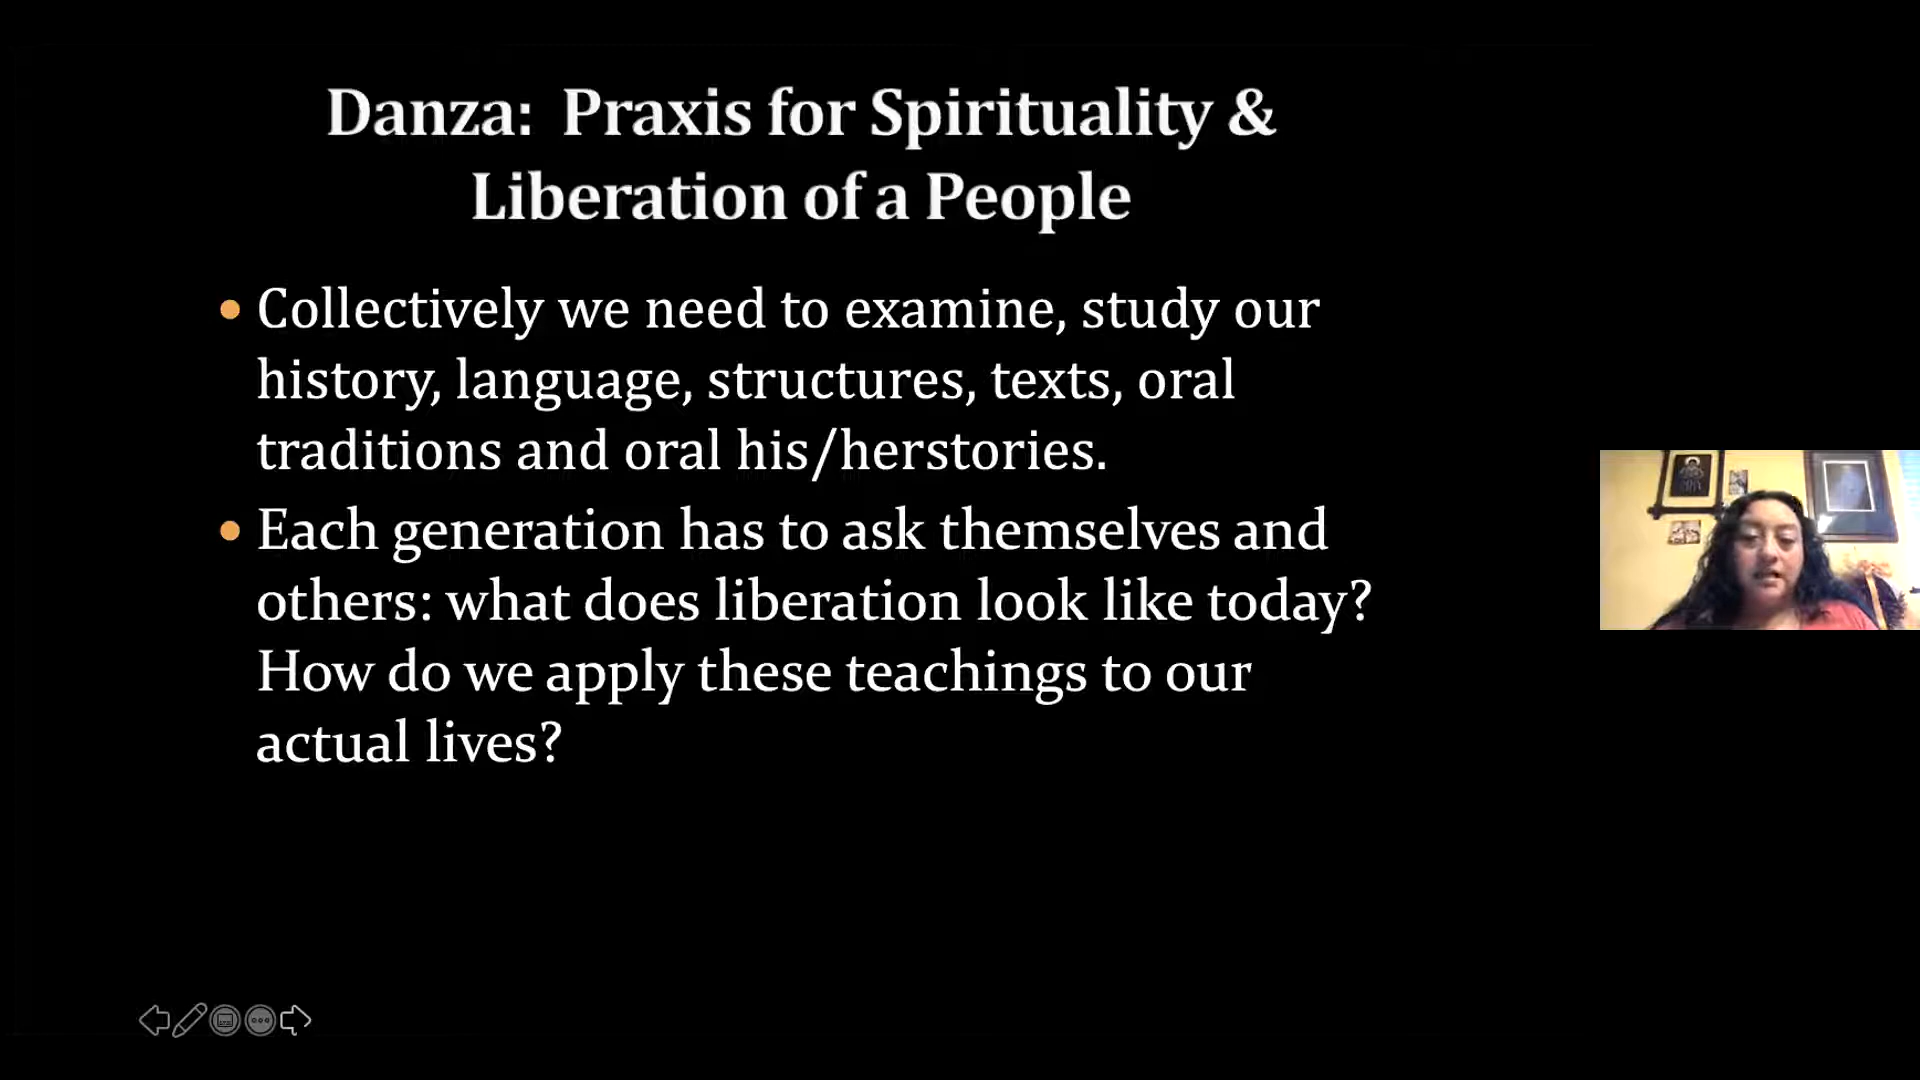 Danza: Praxis for Spirituality &
Liberation of a People
Collectively we need to examine, study our
history, language, structures, texts, oral
traditions and oral his/herstories.
Each generation has to ask themselves and
others: what does liberation look like today?
How do we apply these teachings to our
actual lives?